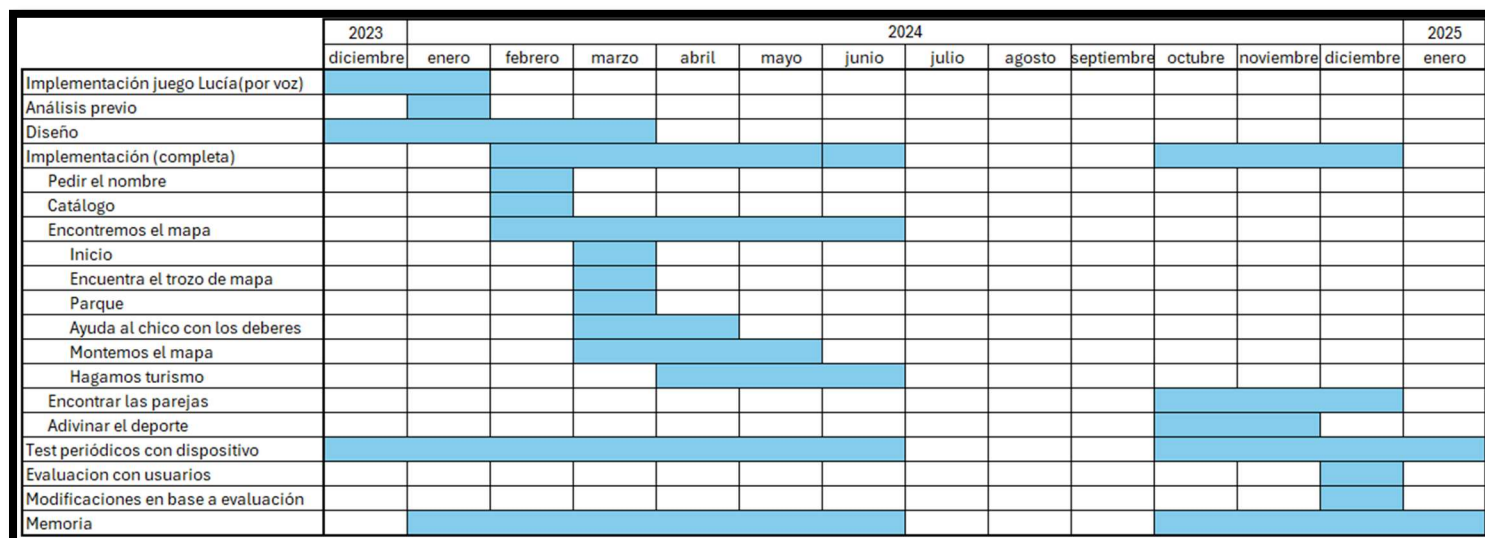 2023 2024 2025
diciembre enero febrero marzo abril mayo junio julio agosto septiembre octubre noviembre diciembre enero
Implementación juego Lucía(por voz)
Análisis previo
Diseño
Implementación (completa)
Pedir el nombre
Catálogo
Encontremos el mapa
Inicio
Encuentra el trozo de mapa
Parque
Ayuda al chico con los deberes
Montemos el mapa
Hagamos turismo
Encontrar las parejas
Adivinar el deporte
Test periódicos con dispotivo
Evaluacion con usuarios
Modificaciones en base a evaluación
Memoria